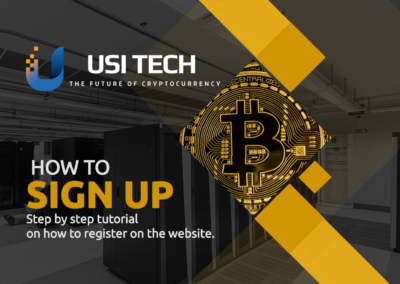 USI TECH
THE FUTURE OF CRYPTOCURRENCY
HOW TO
SIGN UP
Step by step tutorial
on how to register on the website.